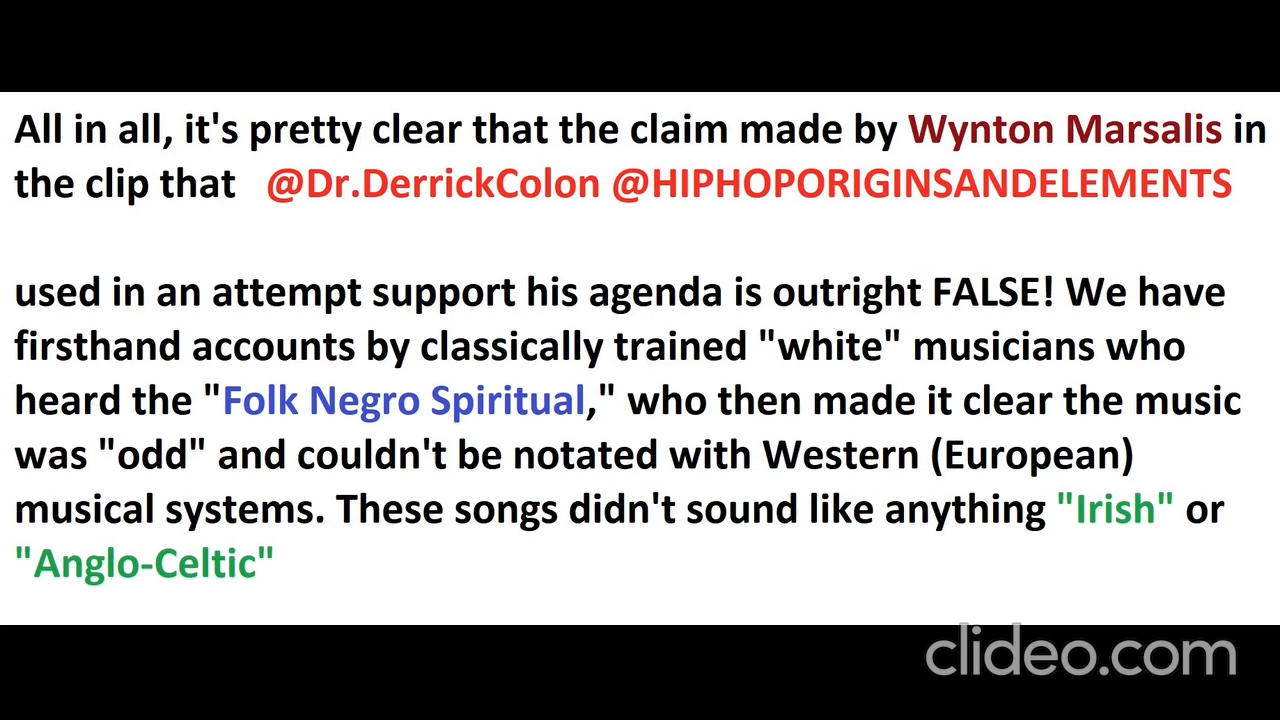 All in all, it's pretty clear that the claim made by Wynton Marsalis in
the clip that @Dr.DerrickColon @HIPHOPORIGINSANDELEMENTS
used in an attempt support his agenda is outright FALSE! We have
firsthand accounts by classically trained "white" musicians who
heard the "Folk Negro Spiritual," who then made it clear the music
was "odd" and couldn't be notated with Western (European)
musical systems. These songs didn't sound like anything "Irish" or
"Anglo-Celtic"
clideo.com